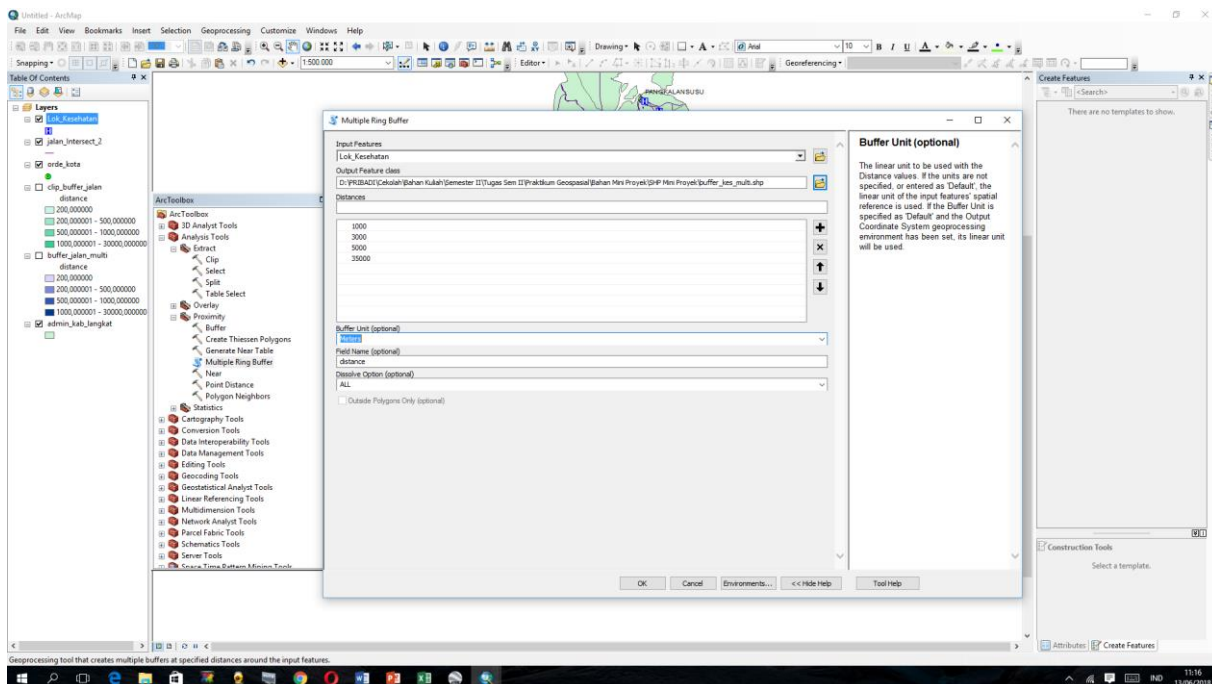 Untitled - ArcMap
File Edit View Bookmarks Insert Selection Geoprocessing Customize Windows Help
Drawing Arial 10 B I U A
Snapping 1:500.000 Editor Georeferencing
Table Of Contents
Layers
Lok_Kesehatan
jalan_Intersect_2
orde_kota
clip_buffer_jalan
distance
200,000000
200,000001 - 500,000000
500,000001 - 1000,000000
1000,000001 - 30000,000000
buffer_jalan_multi
distance
200,000000
200,000001 - 500,000000
500,000001 - 1000,000000
1000,000001 - 30000,000000
admin_kab_langkat
ArcToolbox
ArcToolbox
3D Analyst Tools
Analysis Tools
Extract
Clip
Select
Split
Table Select
Overlay
Proximity
Buffer
Create Thiessen Polygons
Generate Near Table
Multiple Ring Buffer
Near
Point Distance
Polygon Neighbors
Statistics
Cartography Tools
Conversion Tools
Data Interoperability Tools
Data Management Tools
Editing Tools
Geocoding Tools
Geostatistical Analyst Tools
Linear Referencing Tools
Multidimension Tools
Network Analyst Tools
Parcel Fabric Tools
Schematics Tools
Server Tools
Space Time Pattern Mining Tools
Multiple Ring Buffer
Input Features
Lok_Kesehatan
Output Feature class
D:\PRIBADI\Cekolah\Bahan Kuliah\Semester II\Tugas Sem II\Praktikum Geospasial\Bahan Mini Proyek\SHP Mini Proyek\buffer_kes_multi.shp
Distances
1000
3000
5000
35000
Buffer Unit (optional)
Meters
Field Name (optional)
distance
Dissolve Option (optional)
ALL
Outside Polygons Only (optional)
OK Cancel Environments... << Hide Help Tool Help
Buffer Unit (optional)
The linear unit to be used with the
Distance values. If the units are not
specified, or entered as 'Default', the
linear unit of the input features' spatial
reference is used. If the Buffer Unit is
specified as 'Default' and the Output
Coordinate System geoprocessing
environment has been set, its linear unit
will be used.
Create Features
<Search>
There are no templates to show.
Construction Tools
Select a template.
Attributes Create Features
Geoprocessing tool that creates multiple buffers at specified distances around the input features.
IND
11:16
13/06/2018